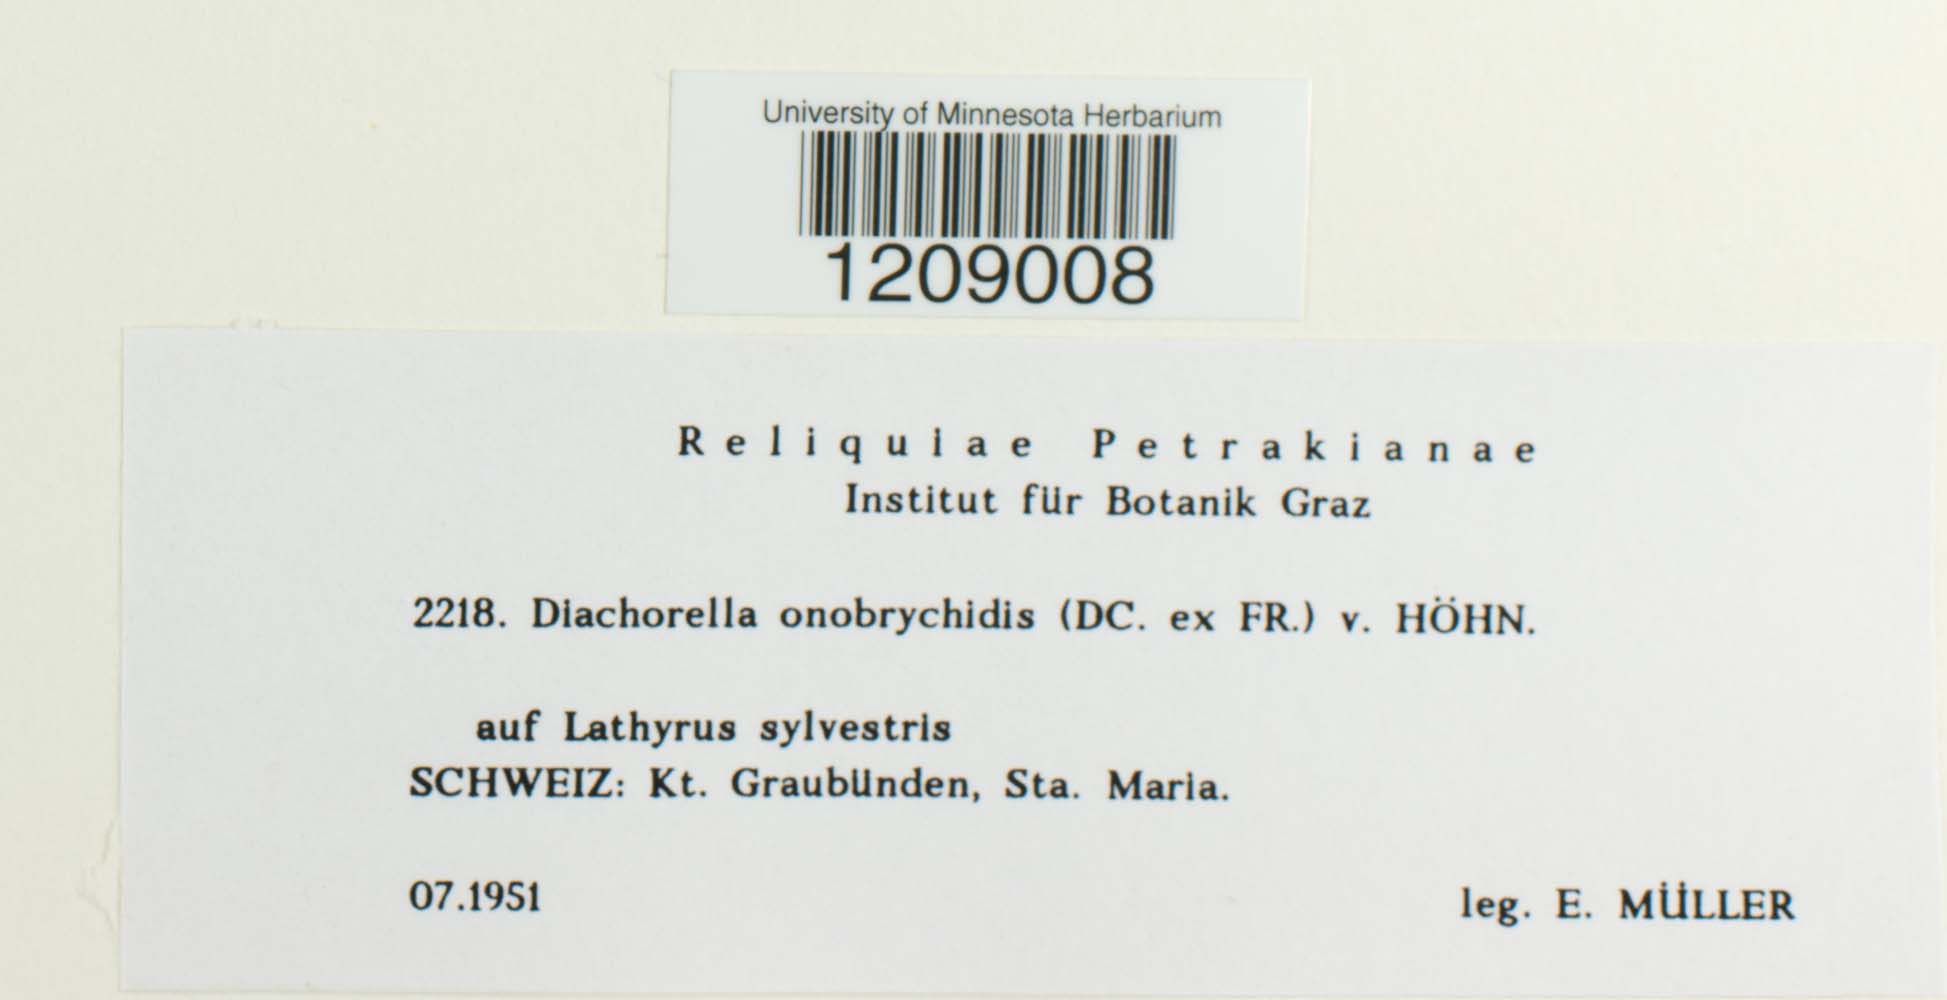 University of Minnesota Herbarium
1209008
Reliquiae Petrakianae
Institut für Botanik Graz
2218. Diachorella onobrychidis (DC. ex FR.) v. HÖHN.
auf Lathyrus sylvestris
SCHWEIZ: Kt. Graubünden, Sta. Maria.
07.1951
leg. E. MÜLLER